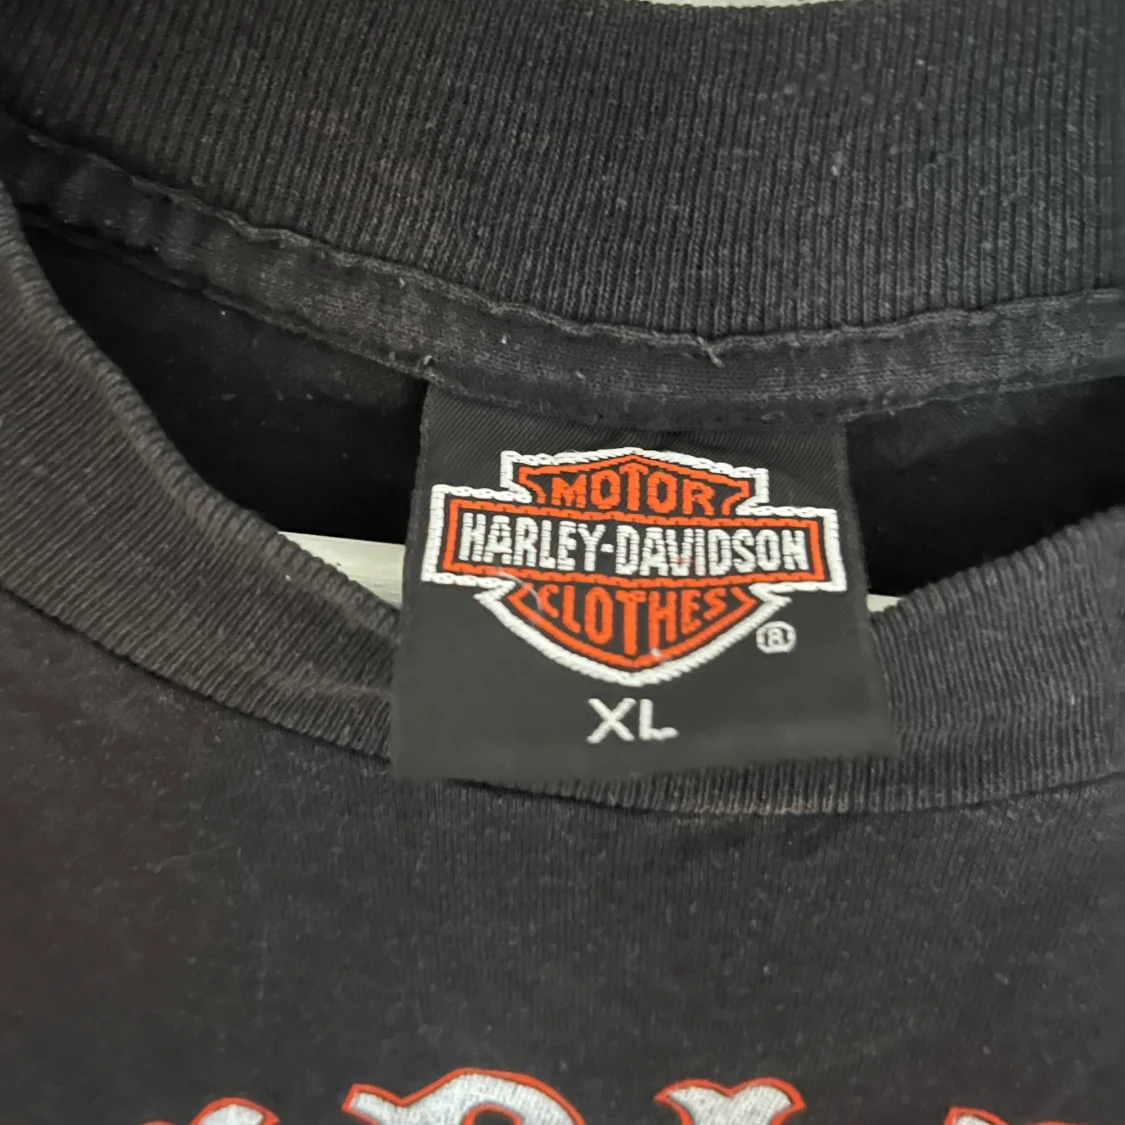 MOTOR
HARLEY-DAVIDSON
CLOTHES
®
XL